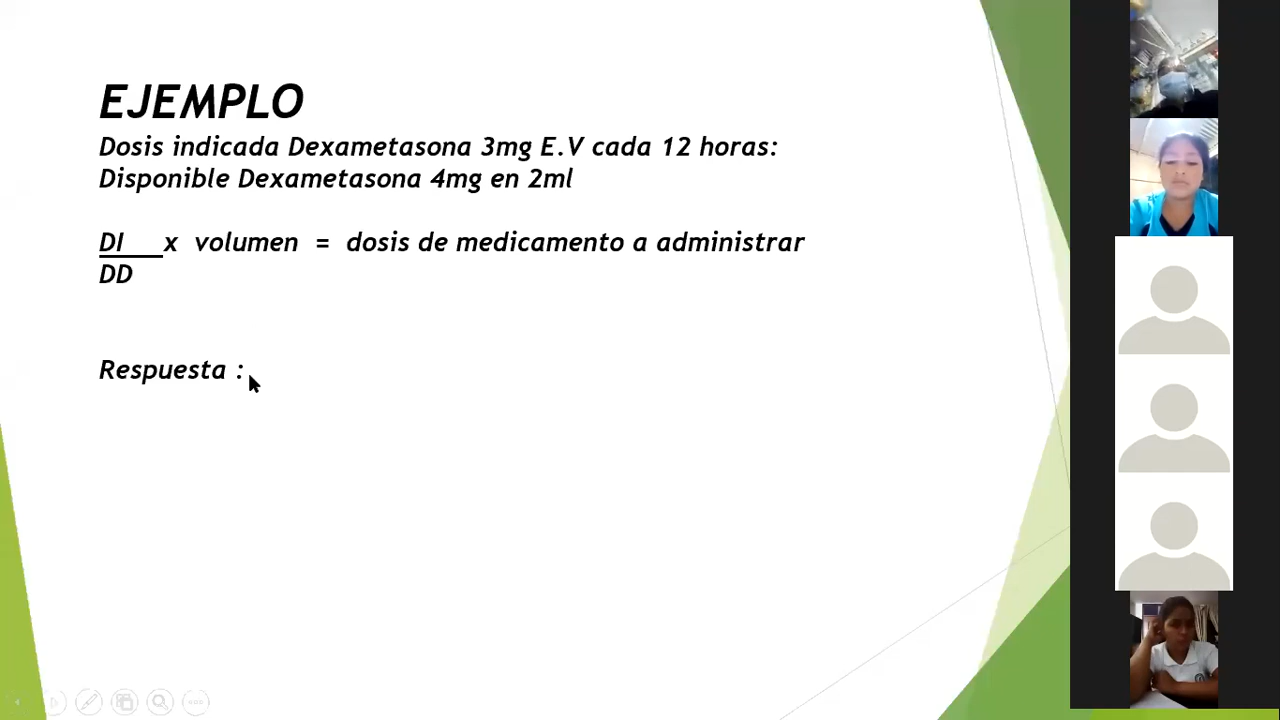 EJEMPLO
Dosis indicada Dexametasona 3mg E.V cada 12 horas:
Disponible Dexametasona 4mg en 2ml
DI x volumen = dosis de medicamento a administrar
DD
Respuesta :